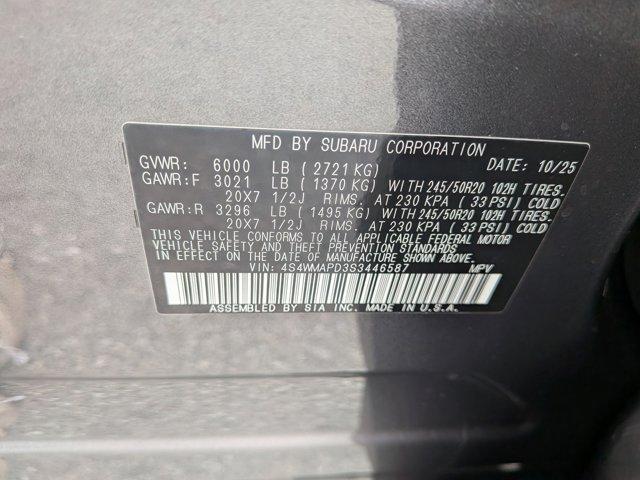 MFD BY SUBARU CORPORATION
GVWR: 6000 LB ( 2721 KG) DATE: 10/25
GAWR:F 3021 LB ( 1370 KG) WITH 245/50R20 102H TIRES.
20X7 1/2J RIMS. AT 230 KPA ( 33 PSI) COLD
GAWR:R 3296 LB ( 1495 KG) WITH 245/50R20 102H TIRES.
20X7 1/2J RIMS. AT 230 KPA ( 33 PSI) COLD
THIS VEHICLE CONFORMS TO ALL APPLICABLE FEDERAL MOTOR
VEHICLE SAFETY AND THEFT PREVENTION STANDARDS
IN EFFECT ON THE DATE OF MANUFACTURE SHOWN ABOVE.
VIN: 4S4WMAPD3S3446587 MPV
ASSEMBLED BY SIA INC. MADE IN U.S.A.